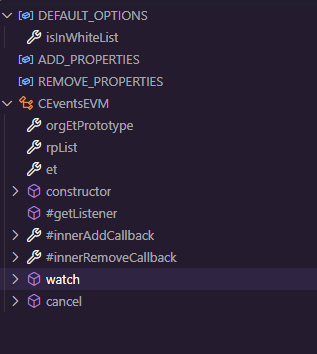 DEFAULT_OPTIONS
isInWhiteList
ADD_PROPERTIES
REMOVE_PROPERTIES
CEventsEVM
orgEtPrototype
rpList
et
constructor
#getListener
#innerAddCallback
#innerRemoveCallback
watch
cancel